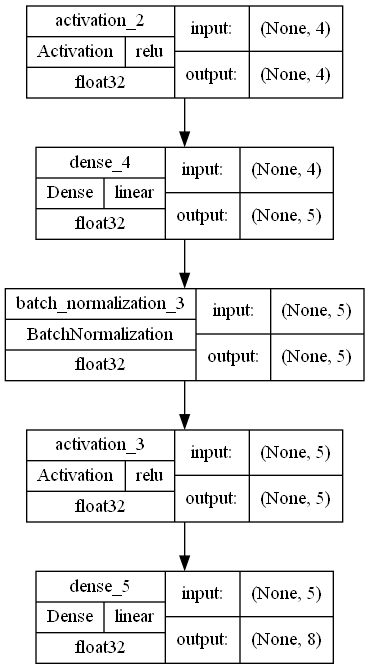 activation_2
Activation relu
float32
input: (None, 4)
output: (None, 4)
dense_4
Dense linear
float32
input: (None, 4)
output: (None, 5)
batch_normalization_3
BatchNormalization
float32
input: (None, 5)
output: (None, 5)
activation_3
Activation relu
float32
input: (None, 5)
output: (None, 5)
dense_5
Dense linear
float32
input: (None, 5)
output: (None, 8)